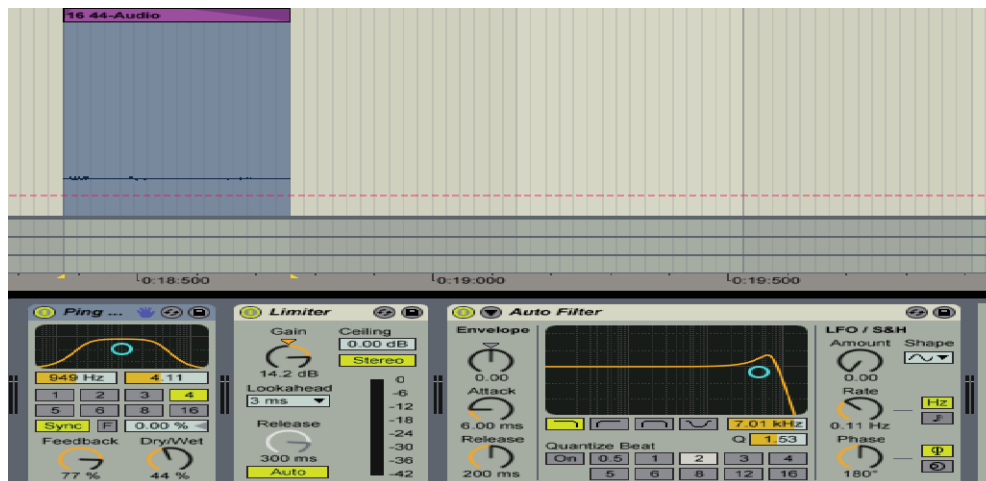 16 44-Audio
0:18:500 0:19:000 0:19:500
Ping ...
949 Hz 4.11
1 2 3 4
5 6 8 16
Sync F 0.00 %
Feedback Dry/Wet
77 % 44 %
Limiter
Gain Ceiling
0.00 dB
Stereo
14.2 dB
Lookahead
3 ms
Release
300 ms
Auto
0
-6
-12
-18
-24
-30
-36
-42
Auto Filter
Envelope
0.00
Attack
6.00 ms
Release
200 ms
7.01 kHz
Q 1.53
Quantize Beat
On 0.5 1 2 3 4
5 6 8 12 16
LFO / S&H
Amount Shape
0.00
Rate
Hz
0.11 Hz
Phase
180°